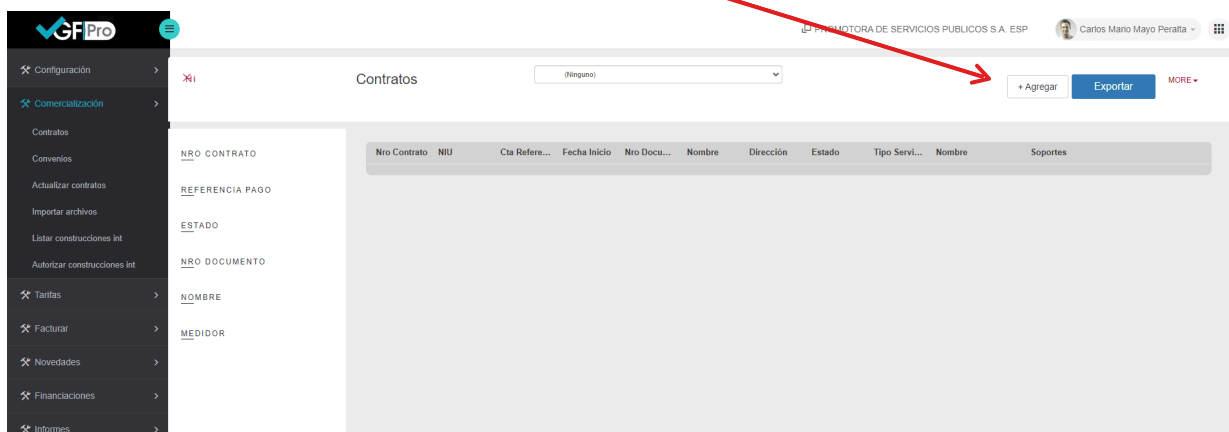 GFI Pro
PROMOTORA DE SERVICIOS PUBLICOS S.A. ESP
Carlos Mario Mayo Peralta
Configuración
Comercialización
Contratos
Convenios
Actualizar contratos
Importar archivos
Listar construcciones int
Autorizar construcciones int
Tarifas
Facturar
Novedades
Financiaciones
Informes
Contratos
(Ninguno)
+ Agregar
Exportar
MORE
NRO CONTRATO
REFERENCIA PAGO
ESTADO
NRO DOCUMENTO
NOMBRE
MEDIDOR
Nro Contrato NIU Cta Refere... Fecha Inicio Nro Docu... Nombre Dirección Estado Tipo Servi... Nombre Soportes